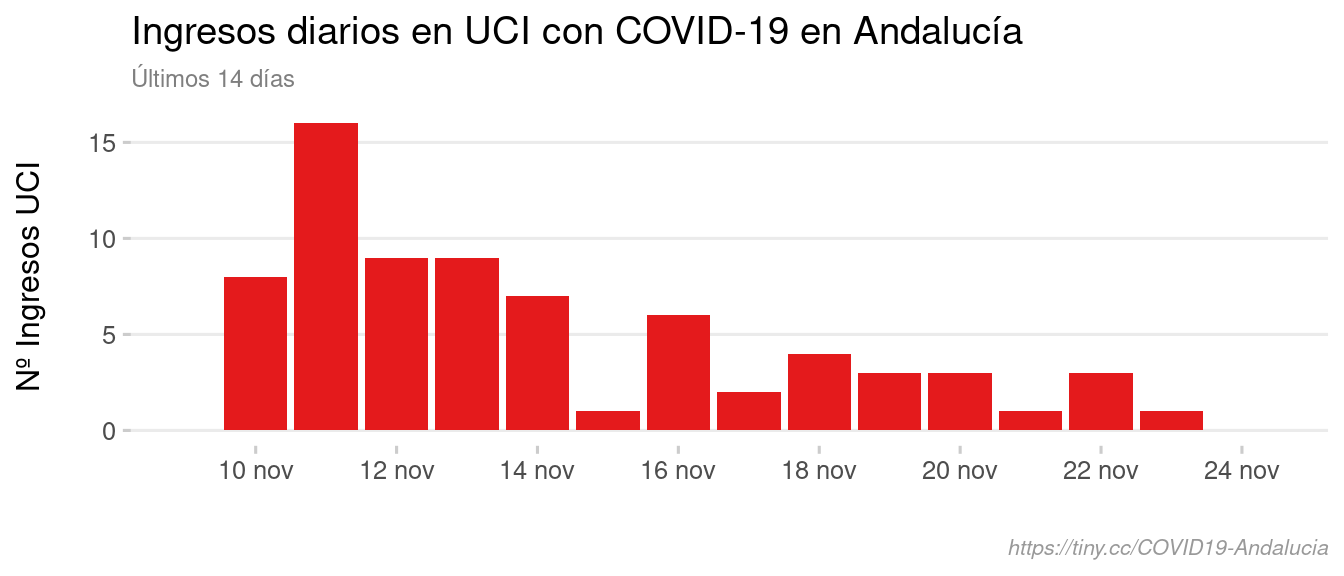 Ingresos diarios en UCI con COVID-19 en Andalucía
Últimos 14 días
Nº Ingresos UCI
15
10
5
0
10 nov 12 nov 14 nov 16 nov 18 nov 20 nov 22 nov 24 nov
https://tiny.cc/COVID19-Andalucia